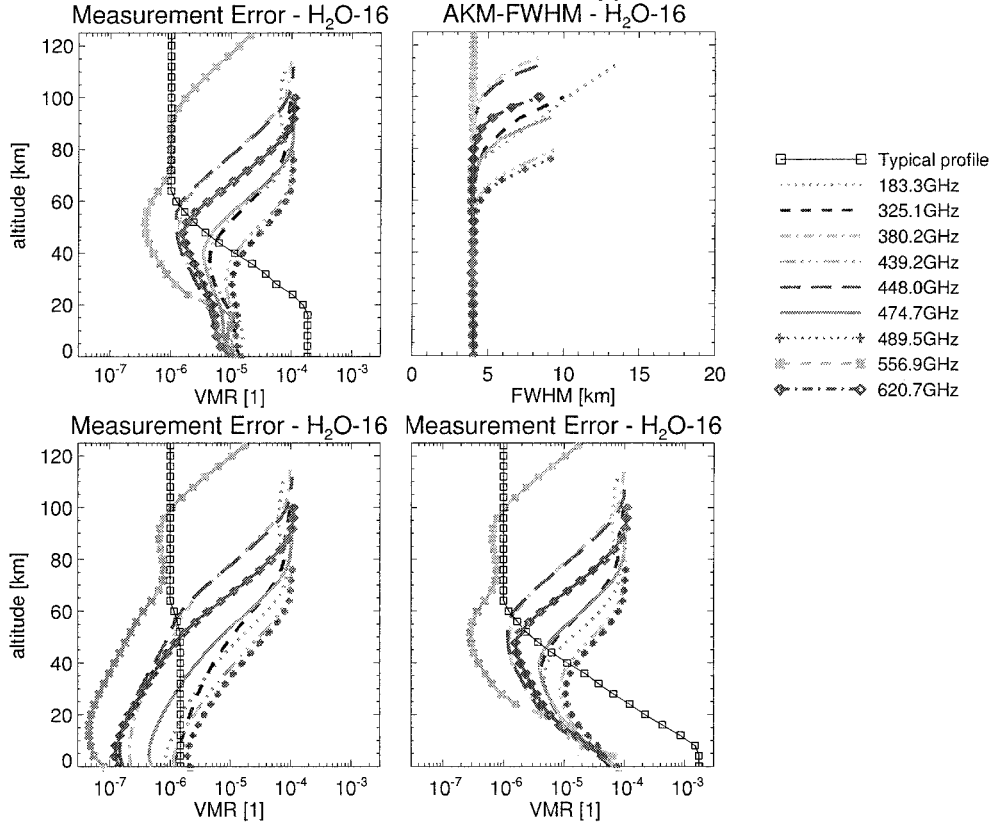 Measurement Error - H₂O-16
AKM-FWHM - H₂O-16
120
100
80
60
40
20
0
altitude [km]
10⁻⁷ 10⁻⁶ 10⁻⁵ 10⁻⁴ 10⁻³
VMR [1]
0 5 10 15 20
FWHM [km]
Typical profile
183.3GHz
325.1GHz
380.2GHz
439.2GHz
448.0GHz
474.7GHz
489.5GHz
556.9GHz
620.7GHz
Measurement Error - H₂O-16
Measurement Error - H₂O-16
120
100
80
60
40
20
0
altitude [km]
10⁻⁷ 10⁻⁶ 10⁻⁵ 10⁻⁴ 10⁻³
VMR [1]
10⁻⁷ 10⁻⁶ 10⁻⁵ 10⁻⁴ 10⁻³
VMR [1]